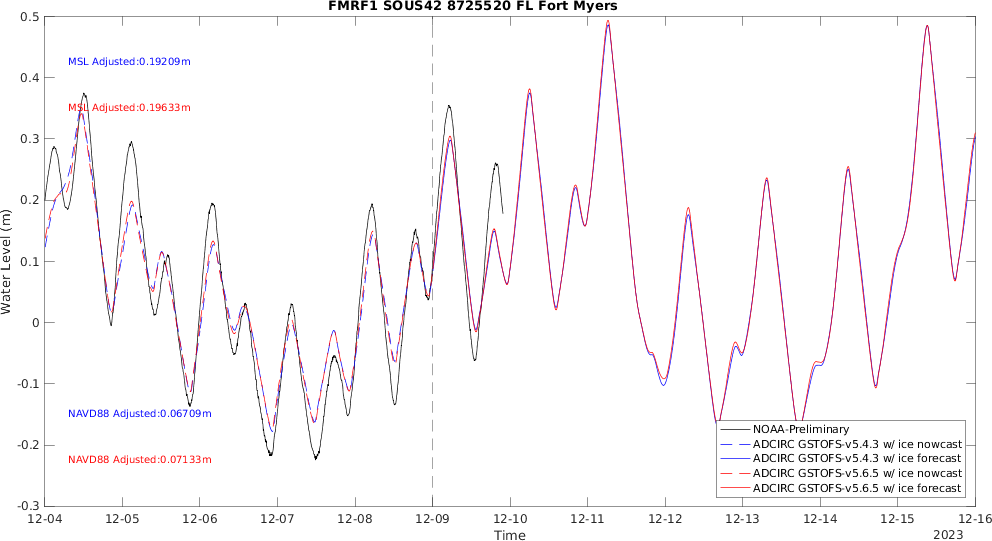 FMRF1 SOUS42 8725520 FL Fort Myers
0.5
MSL Adjusted:0.19209m
0.4
MSL Adjusted:0.19633m
0.3
0.2
Water Level (m)
0.1
0
-0.1
NAVD88 Adjusted:0.06709m
-0.2
NAVD88 Adjusted:0.07133m
-0.3
NOAA-Preliminary
ADCIRC GSTOFS-v5.4.3 w/ ice nowcast
ADCIRC GSTOFS-v5.4.3 w/ ice forecast
ADCIRC GSTOFS-v5.6.5 w/ ice nowcast
ADCIRC GSTOFS-v5.6.5 w/ ice forecast
12-04 12-05 12-06 12-07 12-08 12-09 12-10 12-11 12-12 12-13 12-14 12-15 12-16
Time
2023